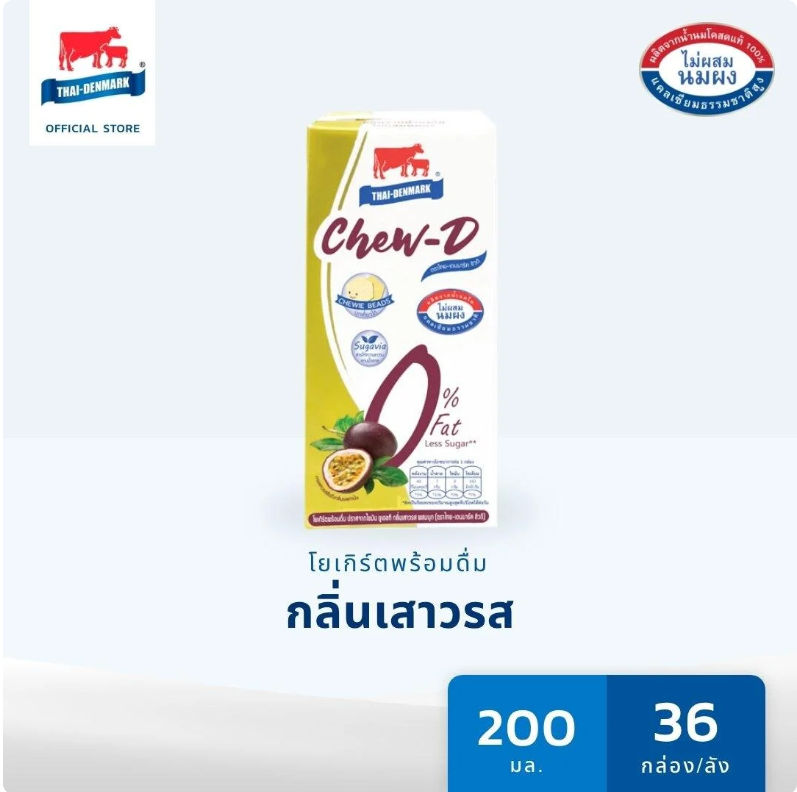 THAI-DENMARK
OFFICIAL STORE
ผลิตจากน้ำนมโคสดแท้ 100%
ไม่ผสม
นมผง
แคลเซียมธรรมชาติสูง
THAI-DENMARK
Chew-D
CHEWIE BEADS
Sugavia
ไม่ผสม
นมผง
0%
Fat
Less Sugar**
โยเกิร์ตพร้อมดื่ม
กลิ่นเสาวรส
200
มล.
36
กล่อง/ลัง